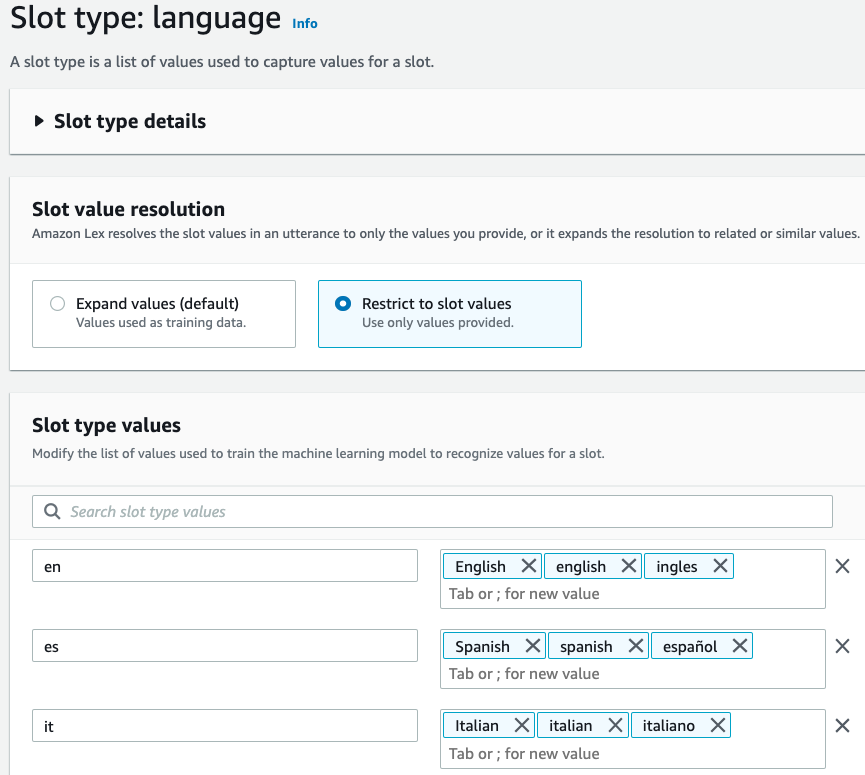 Slot type: language Info
A slot type is a list of values used to capture values for a slot.
Slot type details
Slot value resolution
Amazon Lex resolves the slot values in an utterance to only the values you provide, or it expands the resolution to related or similar values.
Expand values (default)
Values used as training data.
Restrict to slot values
Use only values provided.
Slot type values
Modify the list of values used to train the machine learning model to recognize values for a slot.
Search slot type values
en
English english ingles
Tab or ; for new value
es
Spanish spanish español
Tab or ; for new value
it
Italian italian italiano
Tab or ; for new value